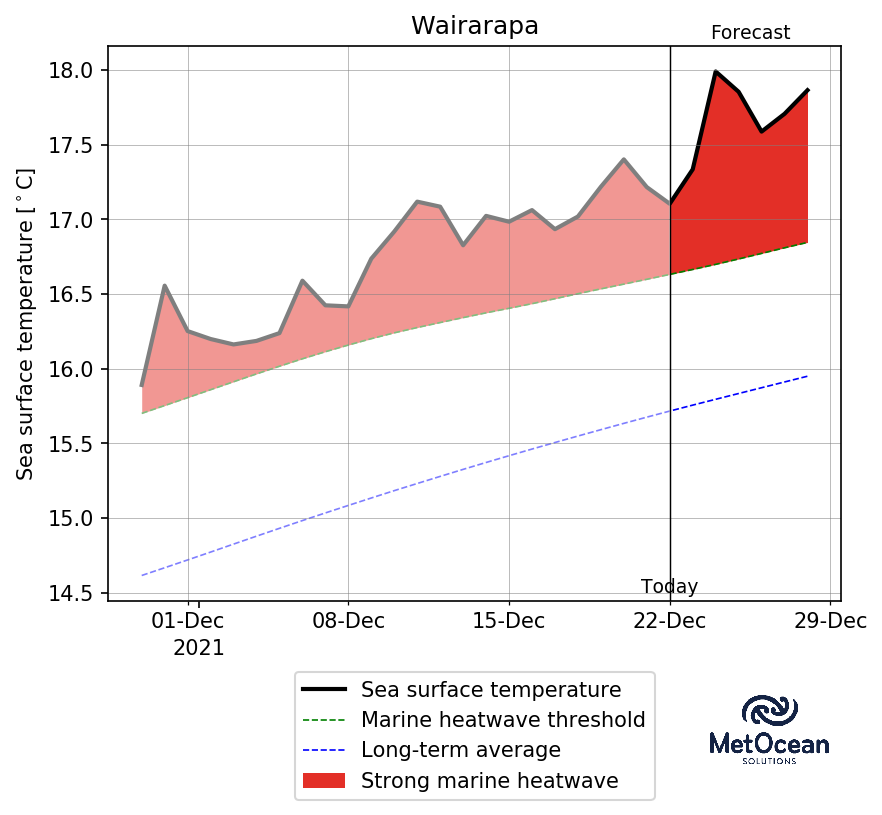 Wairarapa
Forecast
Sea surface temperature [°C]
18.0
17.5
17.0
16.5
16.0
15.5
15.0
14.5
Today
01-Dec
08-Dec
15-Dec
22-Dec
29-Dec
2021
Sea surface temperature
Marine heatwave threshold
Long-term average
Strong marine heatwave
MetOcean
SOLUTIONS